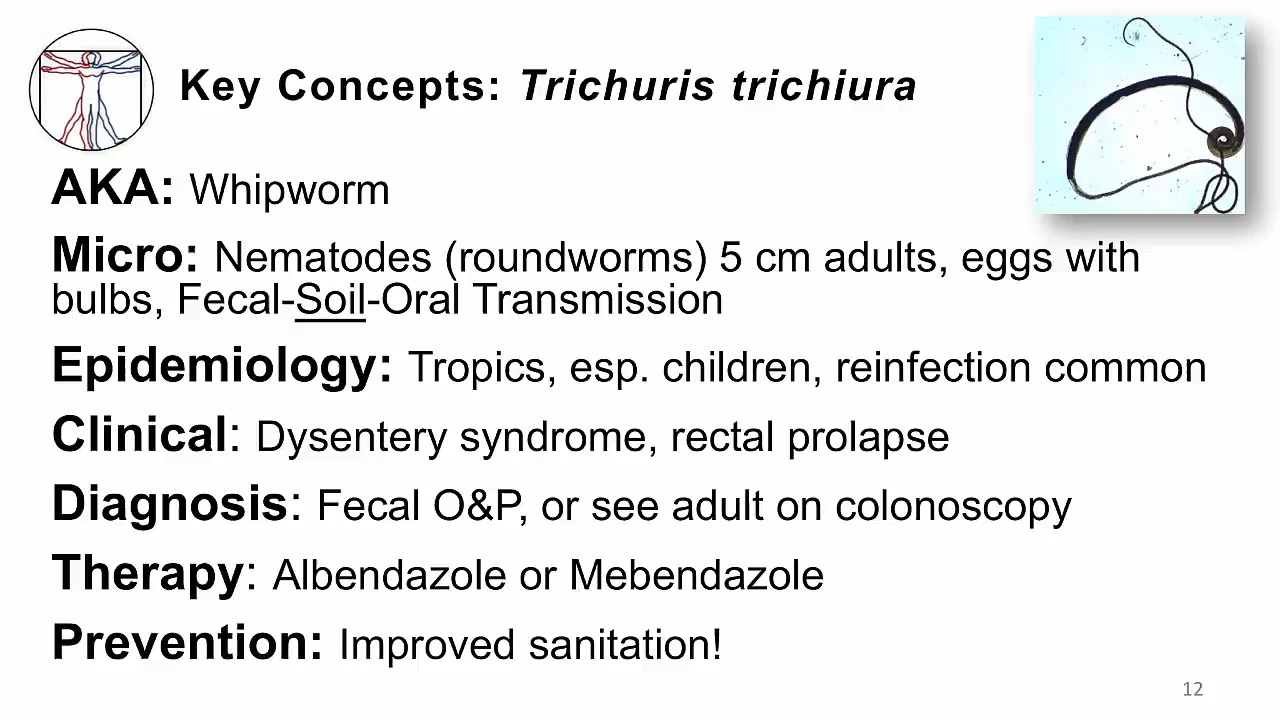 Key Concepts: Trichuris trichiura
AKA: Whipworm
Micro: Nematodes (roundworms) 5 cm adults, eggs with
bulbs, Fecal-Soil-Oral Transmission
Epidemiology: Tropics, esp. children, reinfection common
Clinical: Dysentery syndrome, rectal prolapse
Diagnosis: Fecal O&P, or see adult on colonoscopy
Therapy: Albendazole or Mebendazole
Prevention: Improved sanitation!
12